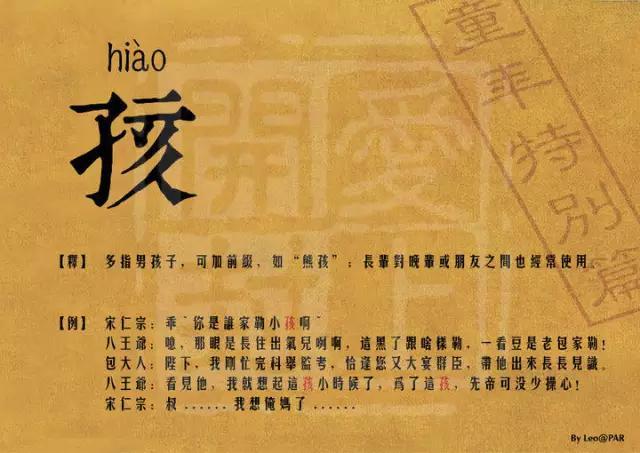 hiào
孩
童年特別篇
開封
愛
【釋】 多指男孩子，可加前綴，如“熊孩”；長輩對晚輩或朋友之間也經常使用。
【例】 宋仁宗：乖~你是誰家勒小孩啊~
八王爺：噫，那眼是長住出氣兒咧啊，這黑了跟啥樣勒，一看豆是老包家勒！
包大人：陛下，我剛忙完科舉監考，恰逢您又大宴群臣，帶他出來長長見識。
八王爺：看見他，我就想起這孩小時候了，爲了這孩，先帝可没少操心！
宋仁宗：叔......我想俺媽了......
By Leo@PAR